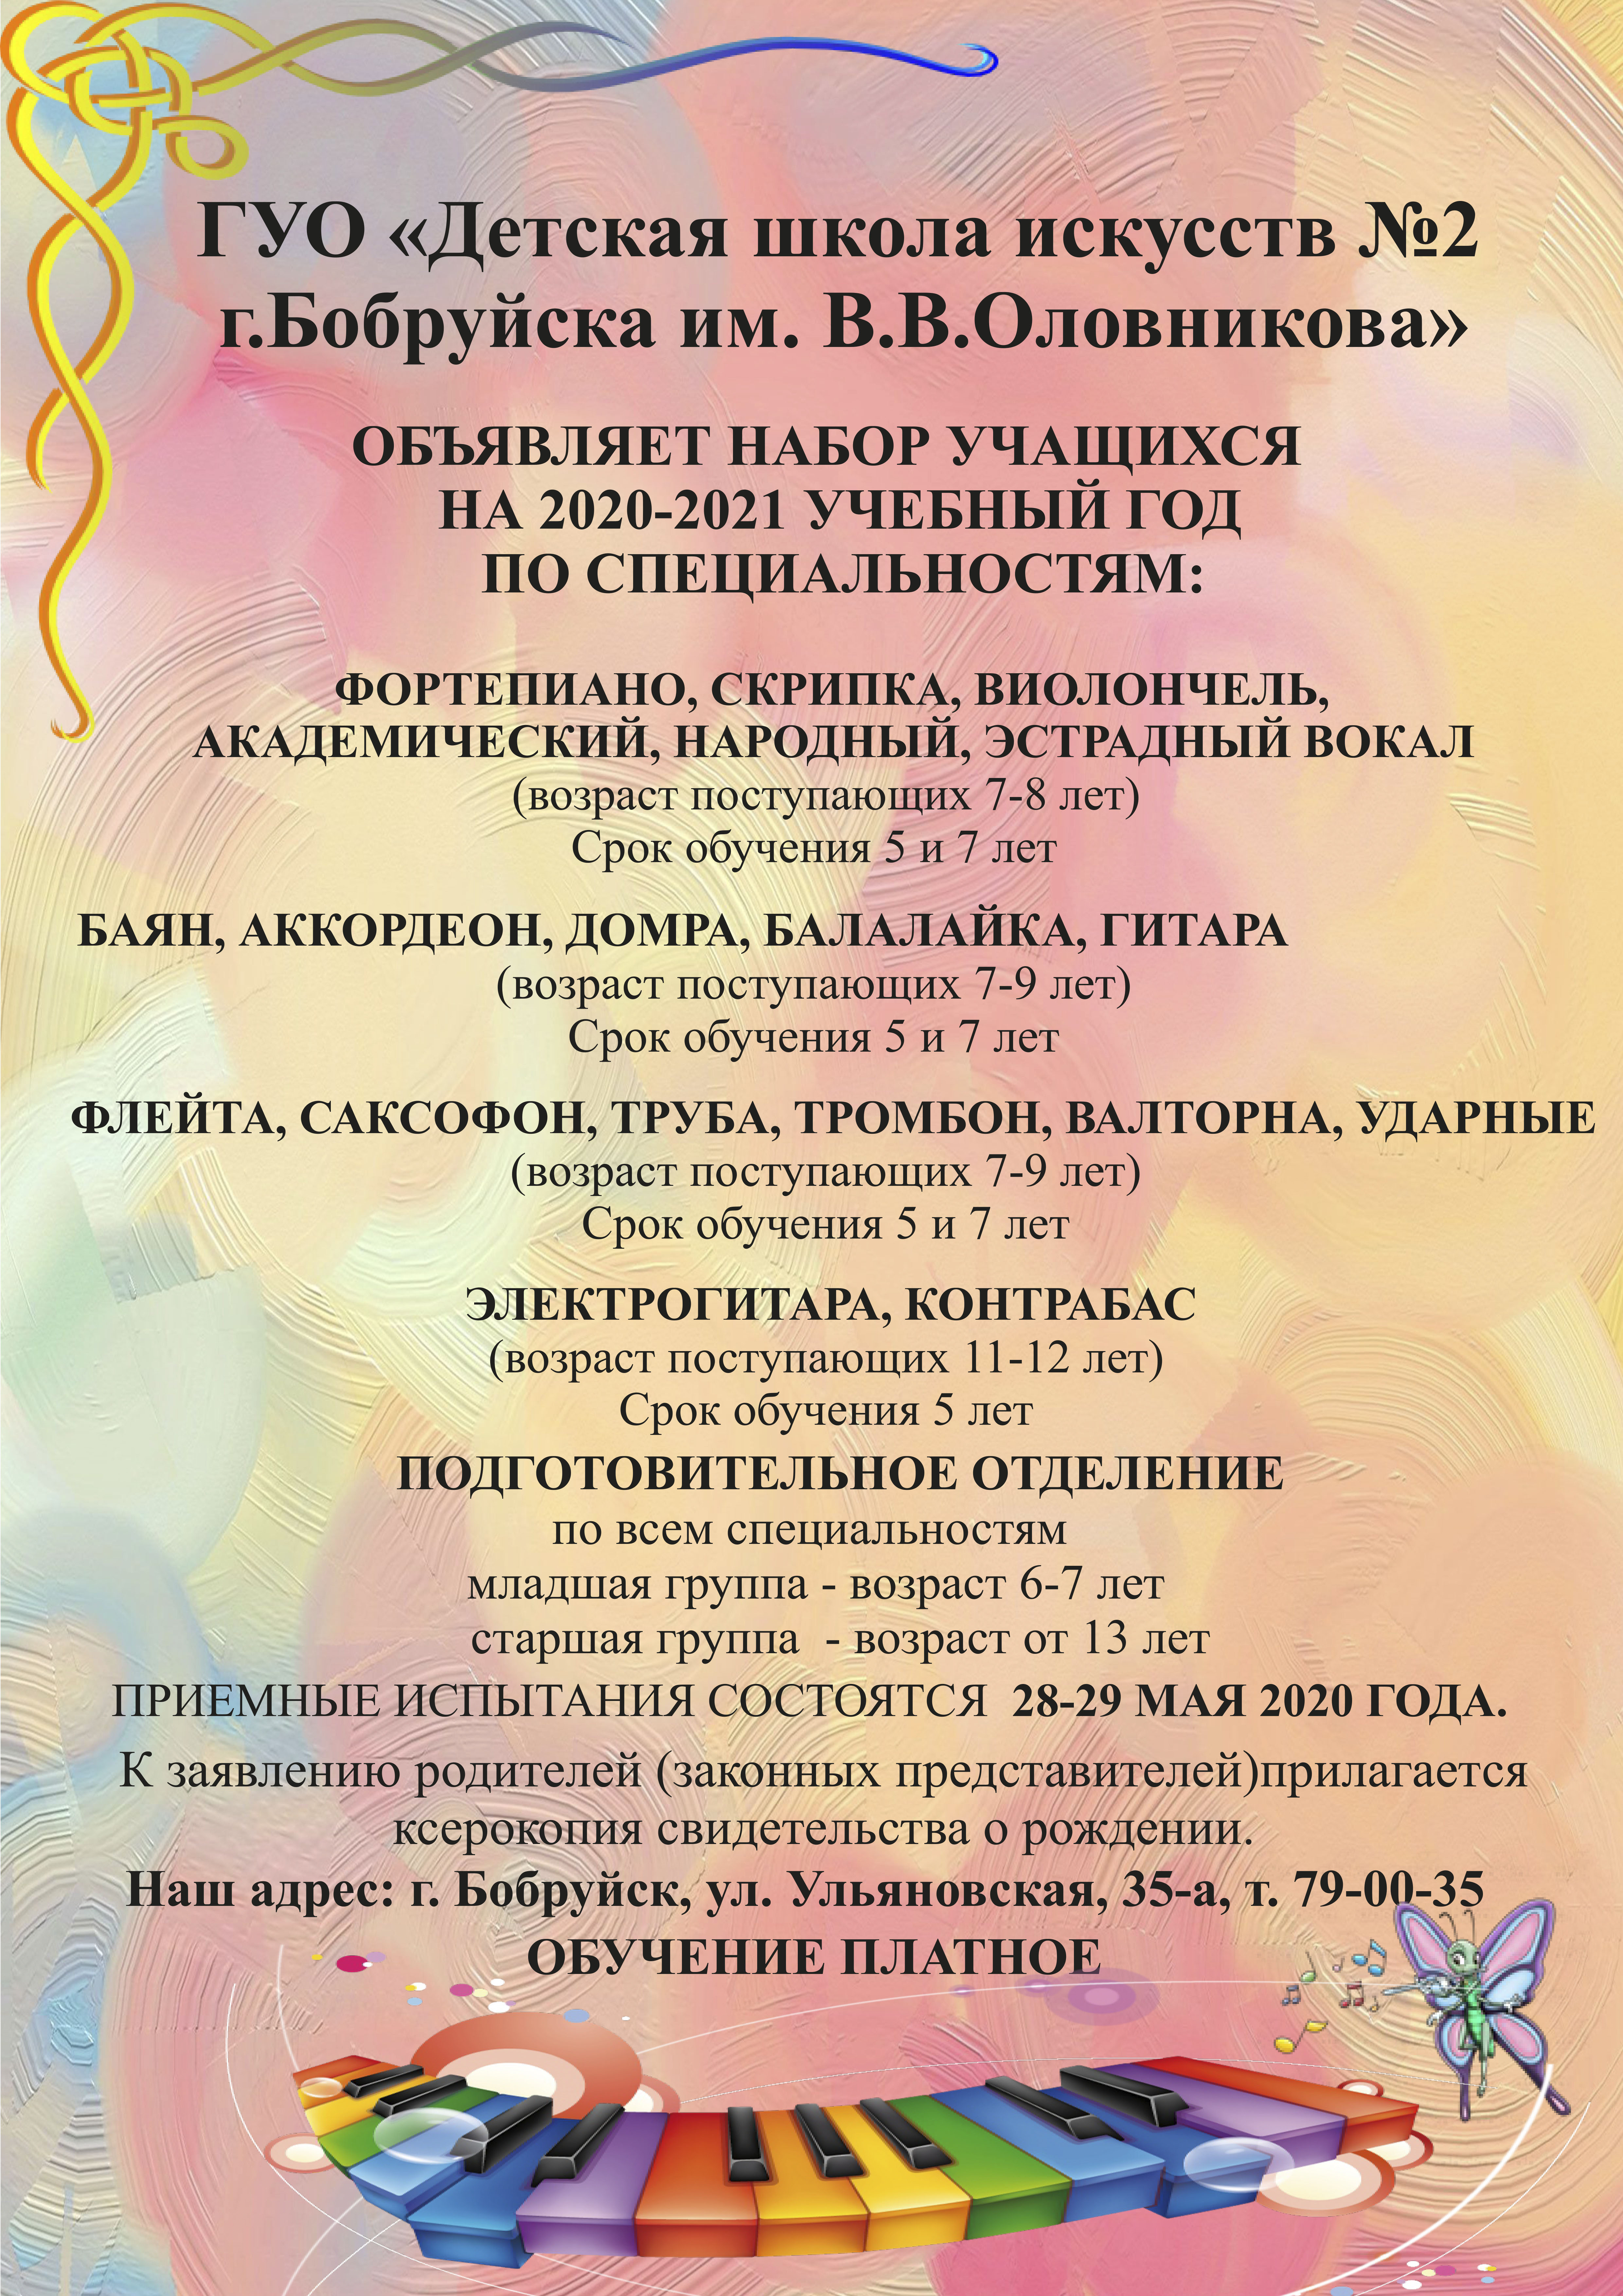 ГУО «Детская школа искусств №2
г.Бобруйска им. В.В.Оловникова»
ОБЪЯВЛЯЕТ НАБОР УЧАЩИХСЯ
НА 2020-2021 УЧЕБНЫЙ ГОД
ПО СПЕЦИАЛЬНОСТЯМ:
ФОРТЕПИАНО, СКРИПКА, ВИОЛОНЧЕЛЬ,
АКАДЕМИЧЕСКИЙ, НАРОДНЫЙ, ЭСТРАДНЫЙ ВОКАЛ
(возраст поступающих 7-8 лет)
Срок обучения 5 и 7 лет
БАЯН, АККОРДЕОН, ДОМРА, БАЛАЛАЙКА, ГИТАРА
(возраст поступающих 7-9 лет)
Срок обучения 5 и 7 лет
ФЛЕЙТА, САКСОФОН, ТРУБА, ТРОМБОН, ВАЛТОРНА, УДАРНЫЕ
(возраст поступающих 7-9 лет)
Срок обучения 5 и 7 лет
ЭЛЕКТРОГИТАРА, КОНТРАБАС
(возраст поступающих 11-12 лет)
Срок обучения 5 лет
ПОДГОТОВИТЕЛЬНОЕ ОТДЕЛЕНИЕ
по всем специальностям
младшая группа - возраст 6-7 лет
старшая группа - возраст от 13 лет
ПРИЕМНЫЕ ИСПЫТАНИЯ СОСТОЯТСЯ 28-29 МАЯ 2020 ГОДА.
К заявлению родителей (законных представителей)прилагается
ксерокопия свидетельства о рождении.
Наш адрес: г. Бобруйск, ул. Ульяновская, 35-а, т. 79-00-35
ОБУЧЕНИЕ ПЛАТНОЕ